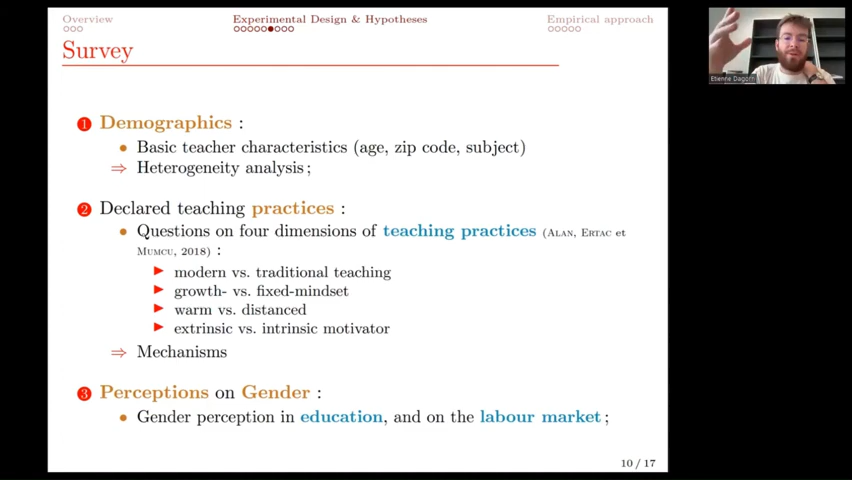 Overview
Experimental Design & Hypotheses
Empirical approach
Survey
1 Demographics :
• Basic teacher characteristics (age, zip code, subject)
⇒ Heterogeneity analysis ;
2 Declared teaching practices :
• Questions on four dimensions of teaching practices (Alan, Ertac et
Mumcu, 2018) :
▶ modern vs. traditional teaching
▶ growth- vs. fixed-mindset
▶ warm vs. distanced
▶ extrinsic vs. intrinsic motivator
⇒ Mechanisms
3 Perceptions on Gender :
• Gender perception in education, and on the labour market ;
10 / 17
Etienne Dagorn